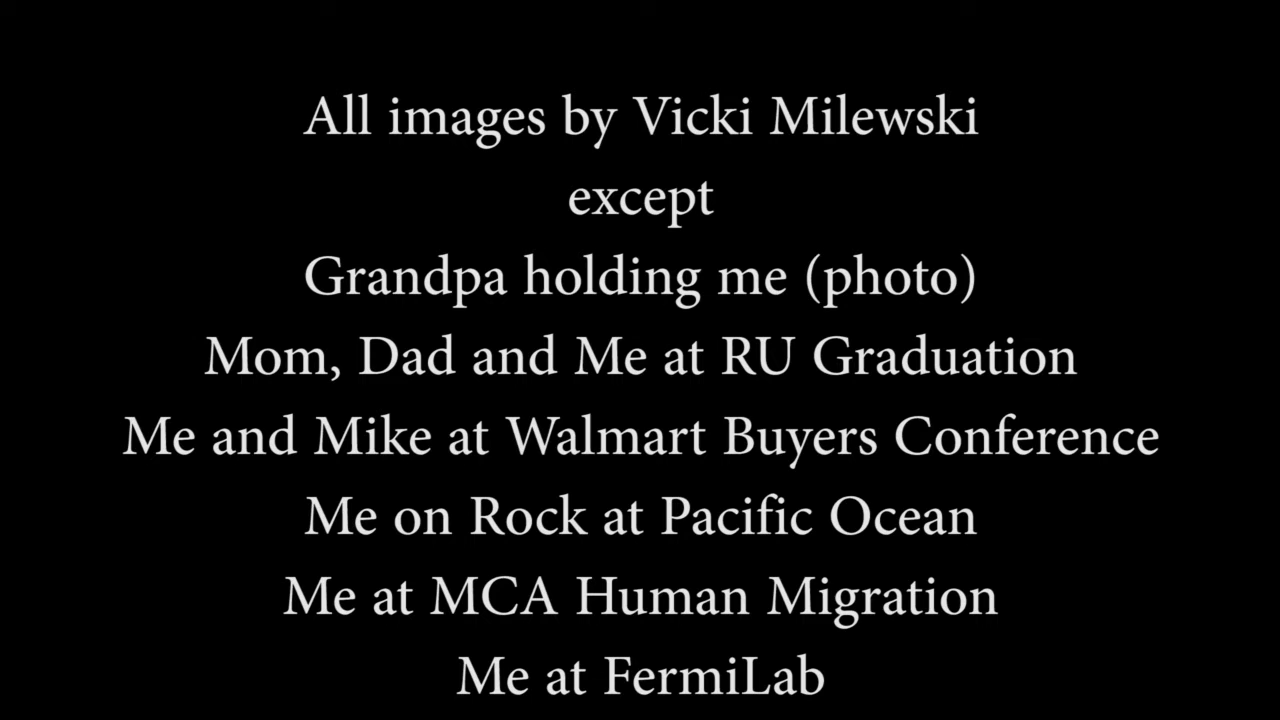 All images by Vicki Milewski
except
Grandpa holding me (photo)
Mom, Dad and Me at RU Graduation
Me and Mike at Walmart Buyers Conference
Me on Rock at Pacific Ocean
Me at MCA Human Migration
Me at FermiLab